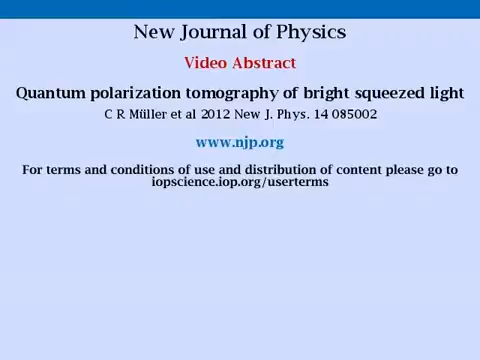 New Journal of Physics
Video Abstract
Quantum polarization tomography of bright squeezed light
C R Müller et al 2012 New J. Phys. 14 085002
www.njp.org
For terms and conditions of use and distribution of content please go to
iopscience.iop.org/userterms